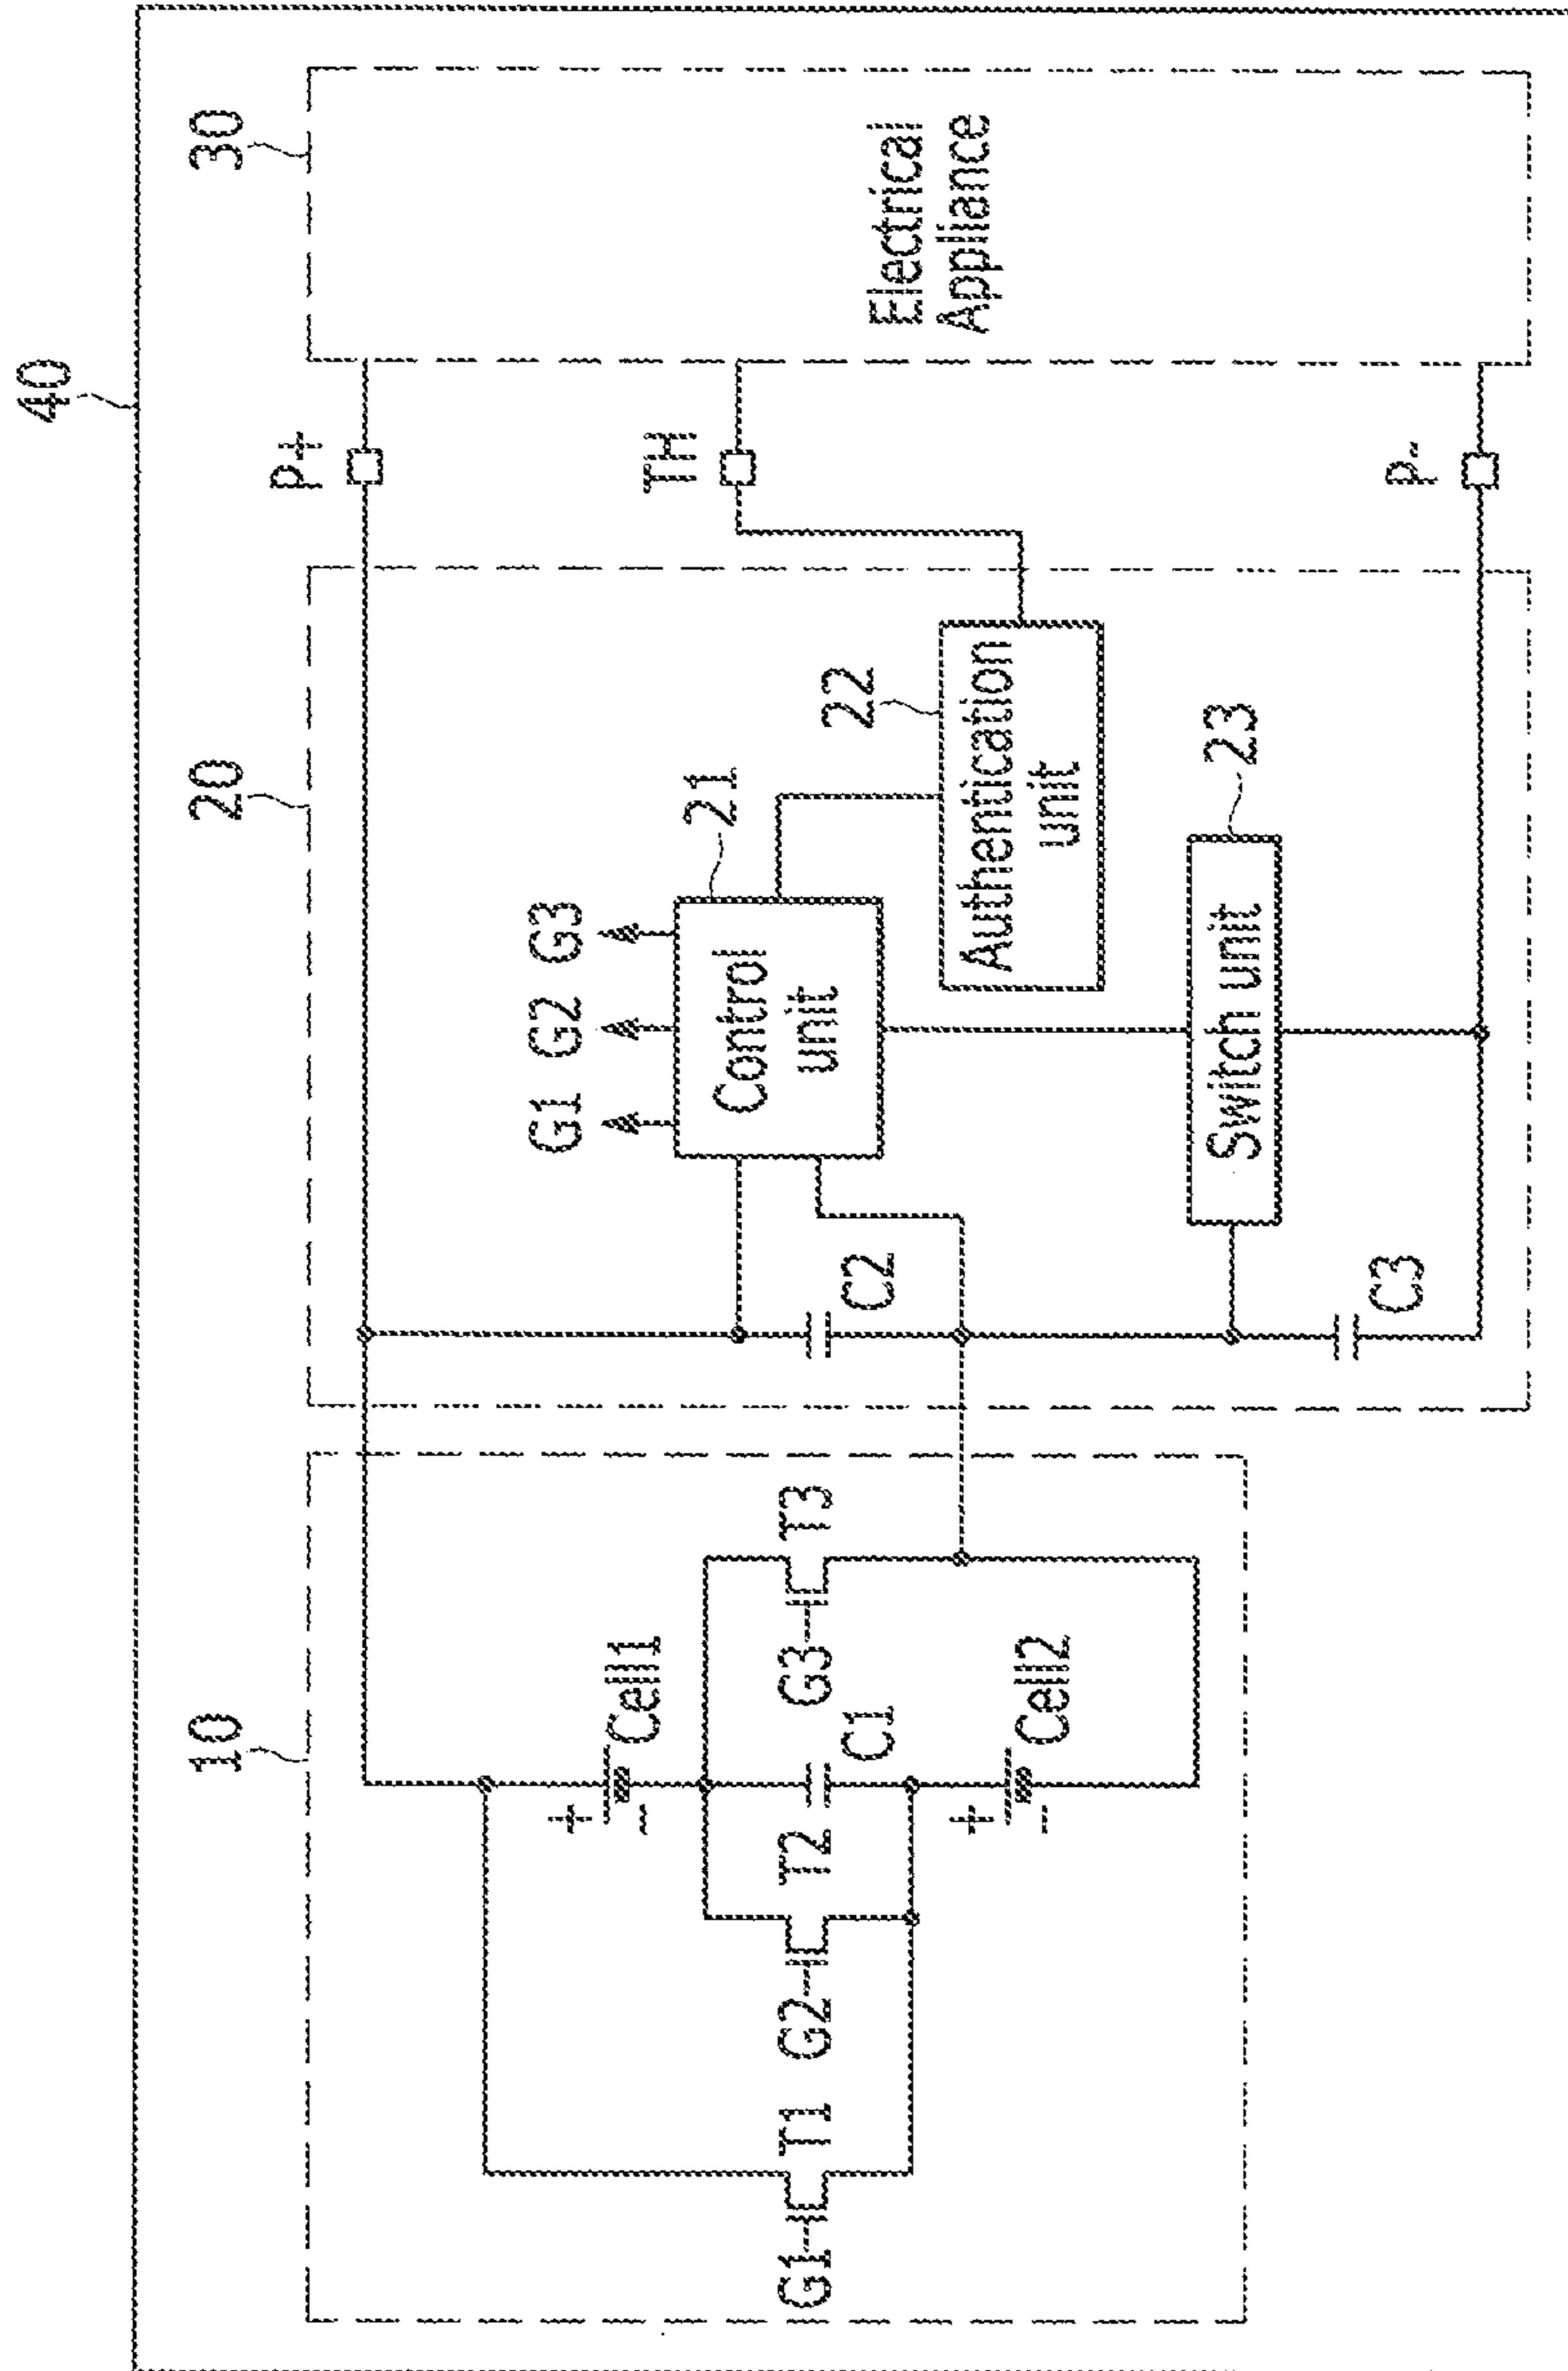 40
10
20
30
P+
TH
P-
G1
G2
G3
21
Control
unit
22
Authentication
unit
23
Switch unit
C2
C3
Electrical
Appliance
+
-
Cell1
G1
T1
G2
T2
C1
G3
T3
+
-
Cell2